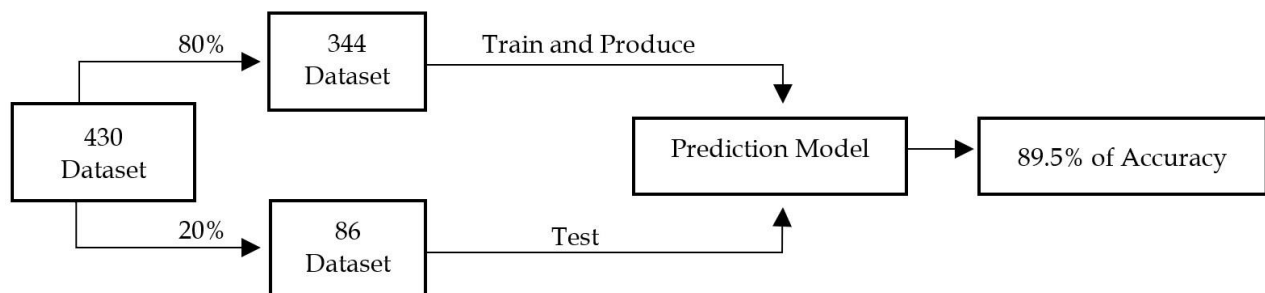 430
Dataset
80%
344
Dataset
Train and Produce
20%
86
Dataset
Test
Prediction Model
89.5% of Accuracy